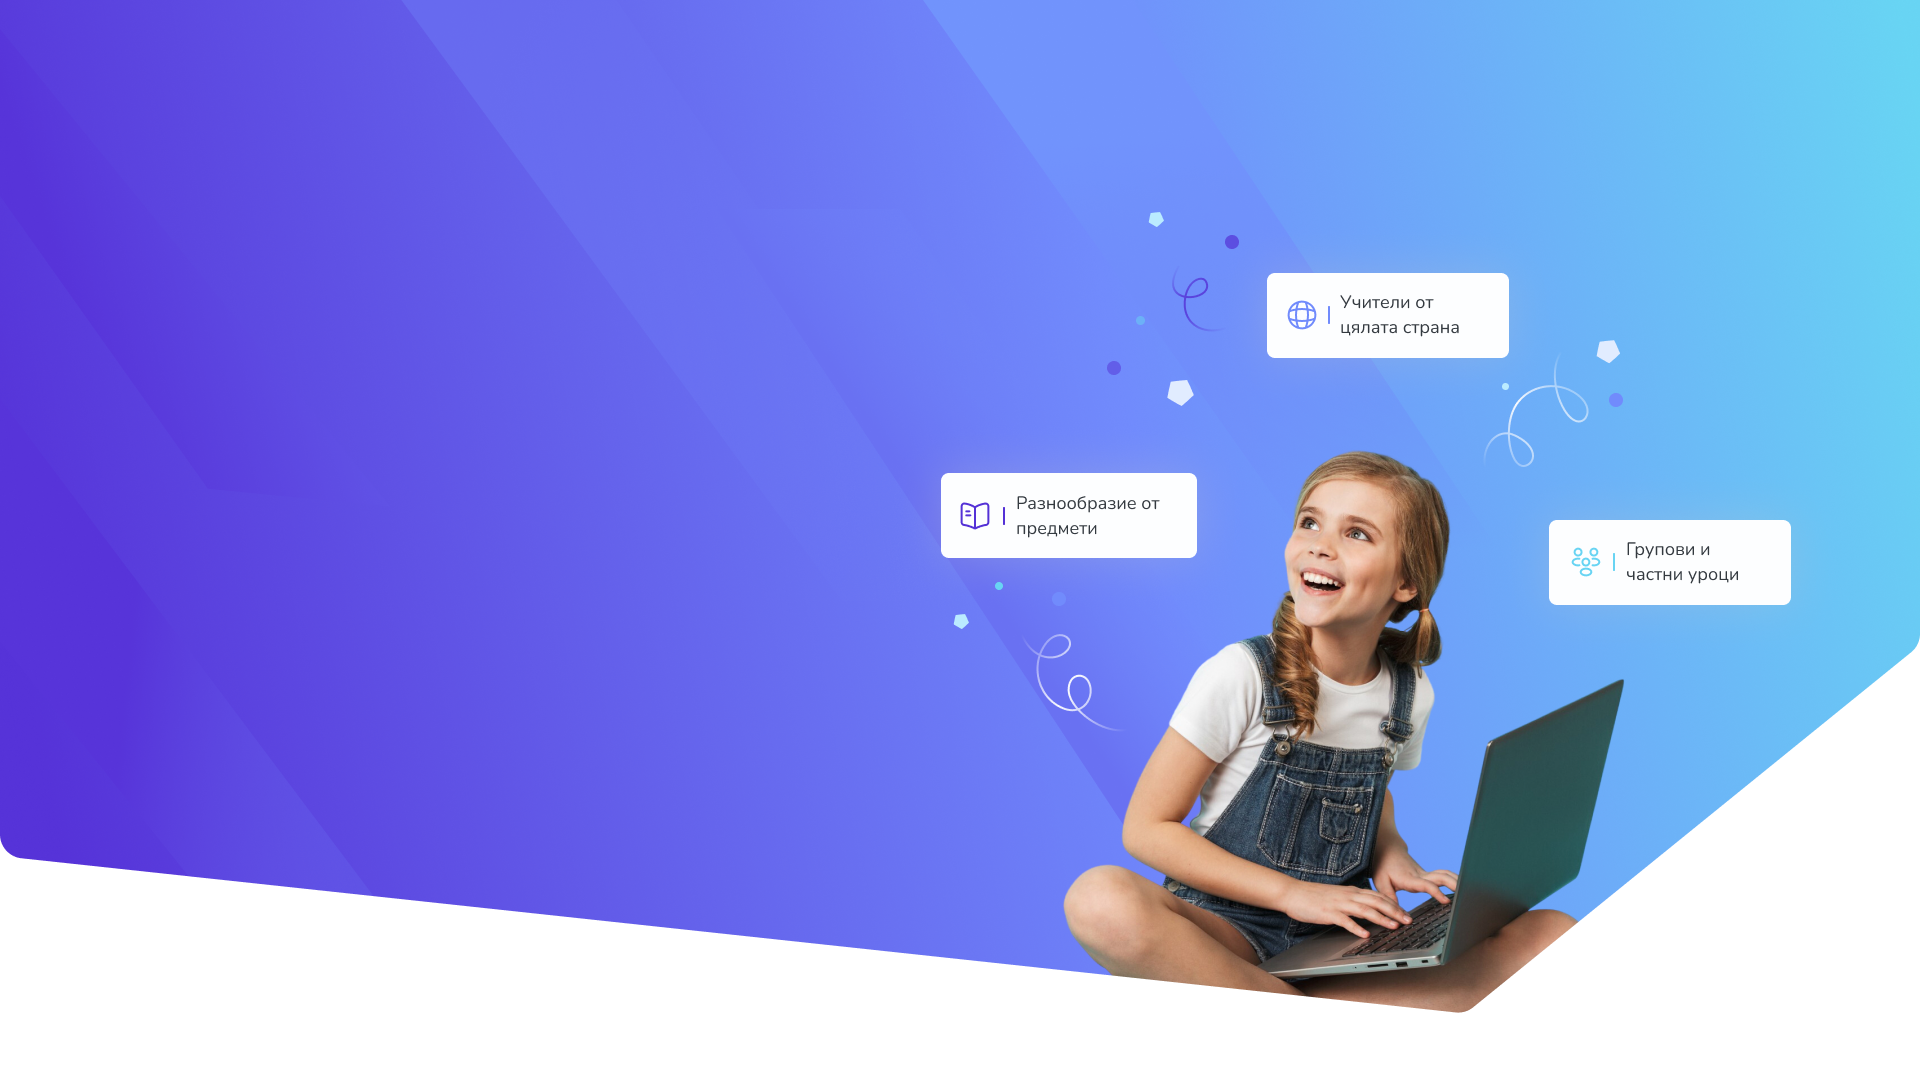 Учители от
цялата страна
Разнообразие от
предмети
Групови и
частни уроци